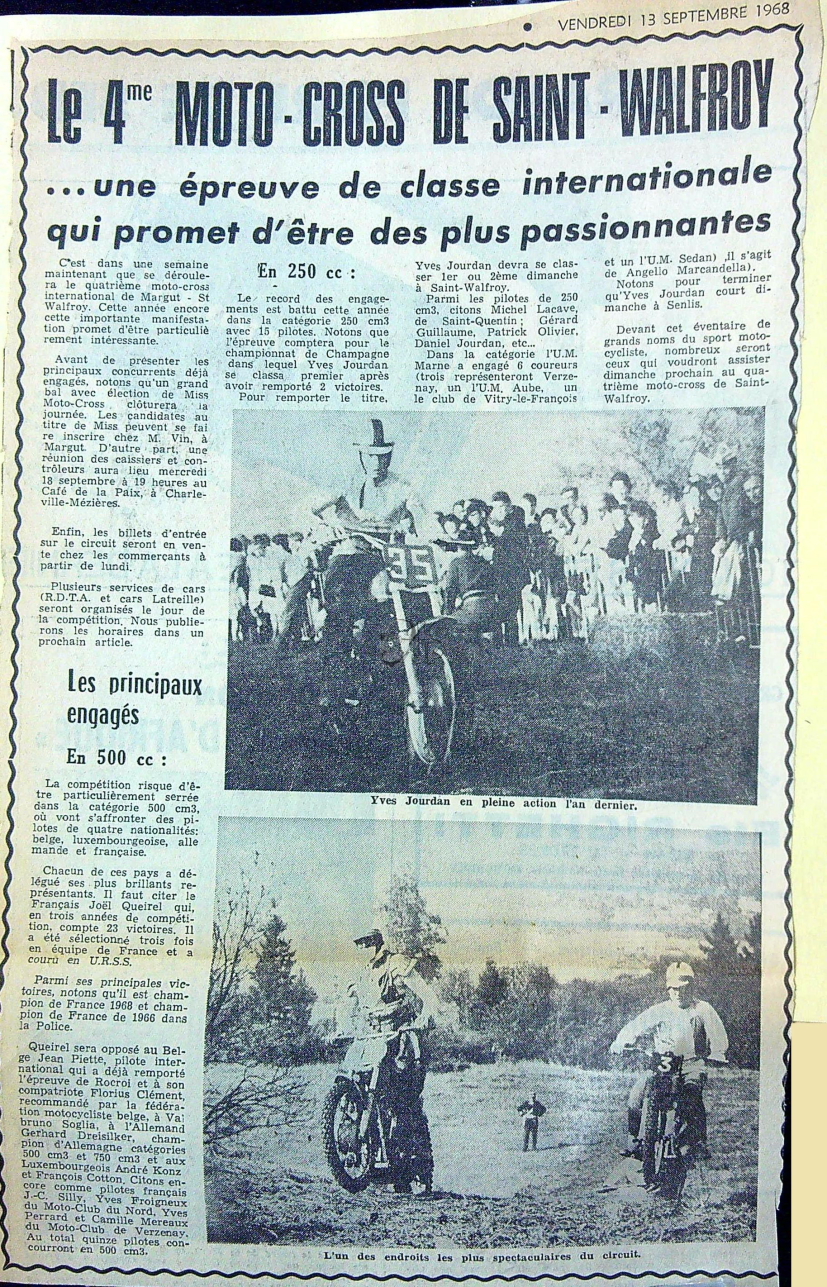 VENDREDI 13 SEPTEMBRE 1968
Le 4me MOTO - CROSS DE SAINT - WALFROY
...une épreuve de classe internationale
qui promet d'être des plus passionnantes
C'est dans une semaine
maintenant que se déroule-
ra le quatrième moto-cross
international de Margut - St
Walfroy. Cette année encore
cette importante manifesta-
tion promet d'être particuliè
rement intéressante.
Avant de présenter les
principaux concurrents déjà
engagés, notons qu'un grand
bal avec élection de Miss
Moto-Cross clôturera la
journée. Les candidates au
titre de Miss peuvent se fai
re inscrire chez M. Vin, à
Margut. D'autre part, une
réunion des caissiers et con-
trôleurs aura lieu mercredi
18 septembre à 19 heures au
Café de la Paix, à Charle-
ville-Mézières.
Enfin, les billets d'entrée
sur le circuit seront en ven-
te chez les commerçants à
partir de lundi.
Plusieurs services de cars
(R.D.T.A. et cars Latreille)
seront organisés le jour de
la compétition. Nous publie-
rons les horaires dans un
prochain article.
Les principaux
engagés
En 500 cc :
La compétition risque d'ê-
tre particulièrement serrée
dans la catégorie 500 cm3,
où vont s'affronter des pi-
lotes de quatre nationalités:
belge, luxembourgeoise, alle
mande et française.
Chacun de ces pays a dé-
légué ses plus brillants re-
présentants. Il faut citer le
Français Joël Queirel qui,
en trois années de compéti-
tion, compte 23 victoires. Il
a été sélectionné trois fois
en équipe de France et a
couru en U.R.S.S.
Parmi ses principales vic-
toires, notons qu'il est cham-
pion de France 1968 et cham-
pion de France de 1966 dans
la Police.
Queirel sera opposé au Bel-
ge Jean Piette, pilote inter-
national qui a déjà remporté
l'épreuve de Rocroi et à son
compatriote Florius Clément,
recommandé par la fédéra-
tion motocycliste belge, à Val
bruno Soglia, à l'Allemand
Gerhard Dreisilker, cham-
pion d'Allemagne catégories
500 cm3 et 750 cm3 et aux
Luxembourgeois André Konz
et François Cotton. Citons en-
core comme pilotes français
J.-C. Silly, Yves Froigneux
du Moto-Club du Nord, Yves
Perrard et Camille Mereaux
du Moto-Club de Verzenay.
Au total quinze pilotes con-
courront en 500 cm3.
En 250 cc :
Le record des engage-
ments est battu cette année
dans la catégorie 250 cm3
avec 15 pilotes. Notons que
l'épreuve comptera pour le
championnat de Champagne
dans lequel Yves Jourdan
se classa premier après
avoir remporté 2 victoires.
Pour remporter le titre,
Yves Jourdan devra se clas-
ser 1er ou 2ème dimanche
à Saint-Walfroy.
Parmi les pilotes de 250
cm3, citons Michel Lacave,
de Saint-Quentin ; Gérard
Guillaume, Patrick Olivier,
Daniel Jourdan, etc...
Dans la catégorie l'U.M.
Marne a engagé 6 coureurs
(trois représenteront Verze-
nay, un l'U.M, Aube, un
le club de Vitry-le-François
et un l'U.M. Sedan) ,il s'agit
de Angello Marcandella).
Notons pour terminer
qu'Yves Jourdan court di-
manche à Senlis.
Devant cet éventaire de
grands noms du sport moto-
cycliste, nombreux seront
ceux qui voudront assister
dimanche prochain au qua-
trième moto-cross de Saint-
Walfroy.
35
Yves Jourdan en pleine action l'an dernier.
3
L'un des endroits les plus spectaculaires du circuit.